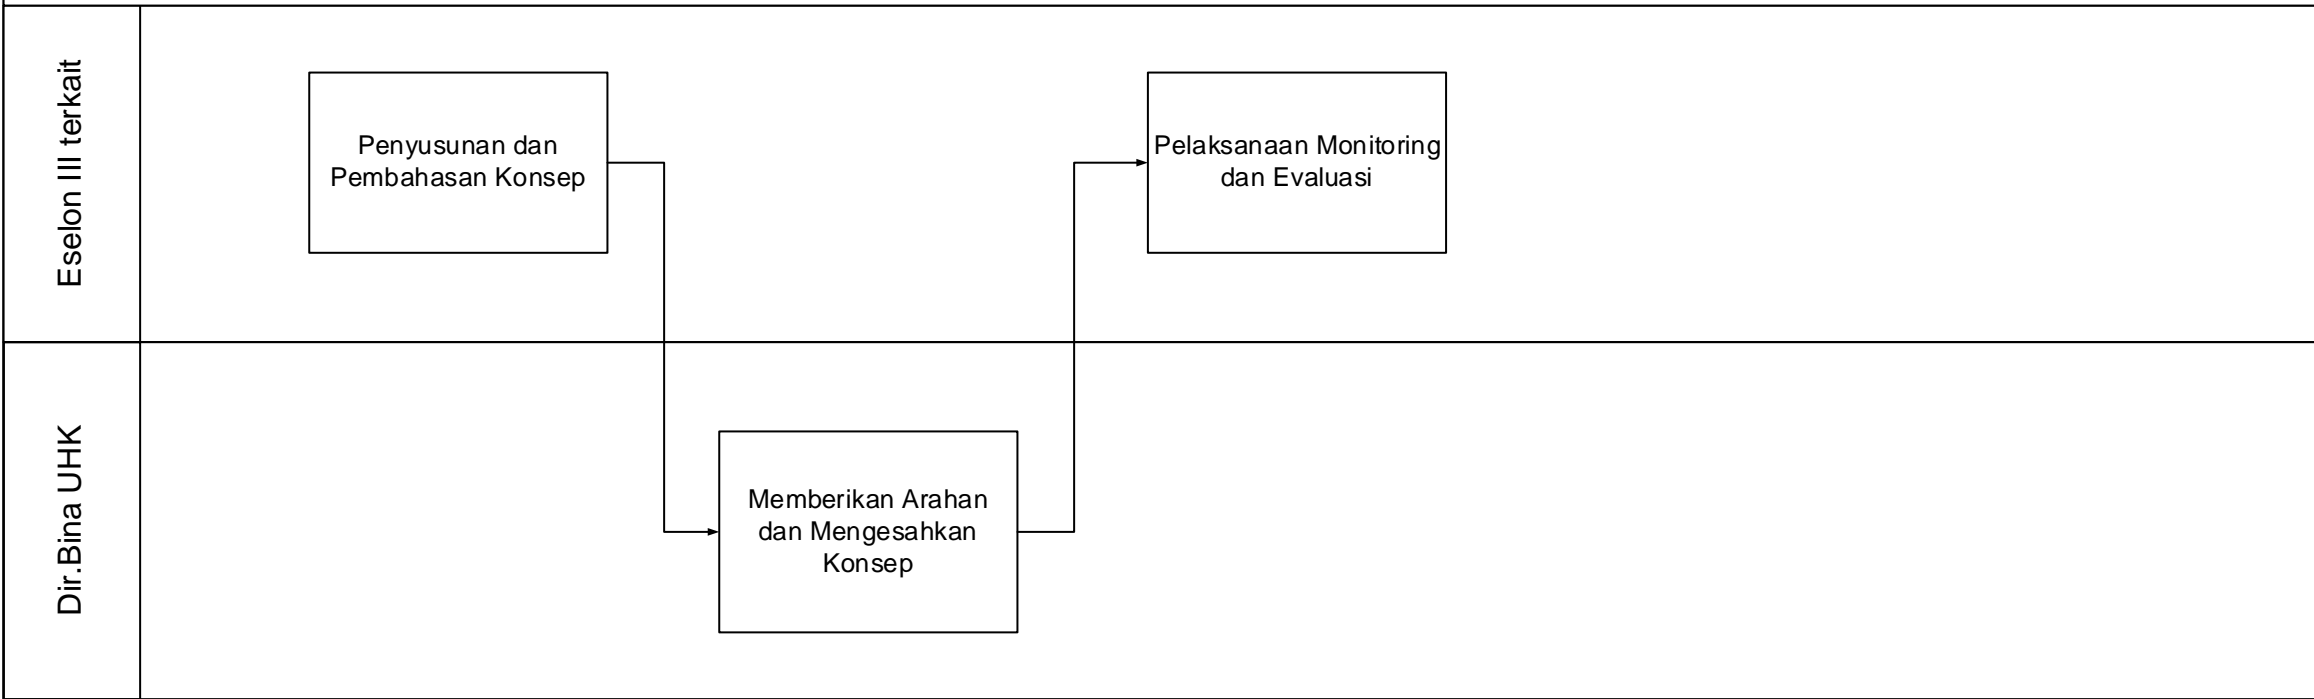 Eselon III terkait
Penyusunan dan
Pembahasan Konsep
Pelaksanaan Monitoring
dan Evaluasi
Dir.Bina UHK
Memberikan Arahan
dan Mengesahkan
Konsep